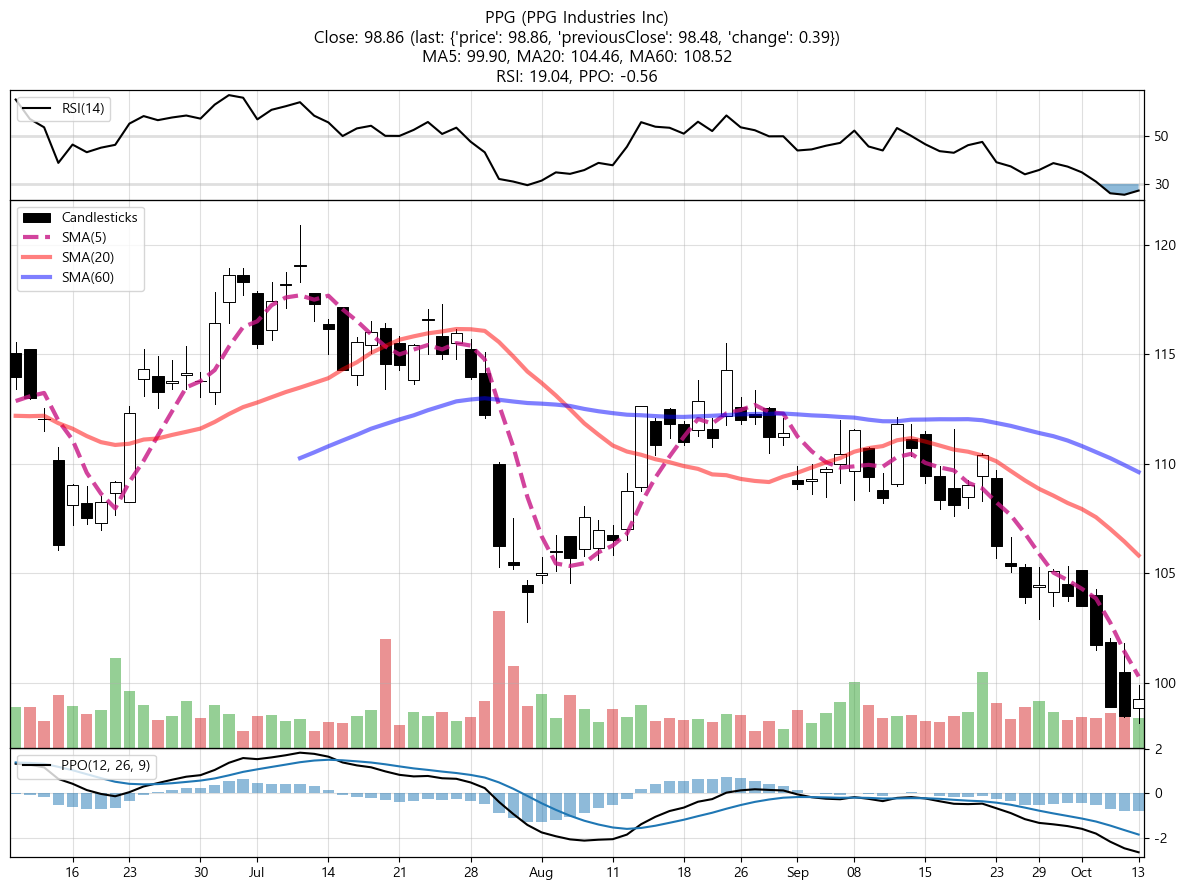 PPG (PPG Industries Inc)
Close: 98.86 (last: {'price': 98.86, 'previousClose': 98.48, 'change': 0.39})
MA5: 99.90, MA20: 104.46, MA60: 108.52
RSI: 19.04, PPO: -0.56
RSI(14)
50
30
Candlesticks
SMA(5)
SMA(20)
SMA(60)
120
115
110
105
100
PPO(12, 26, 9)
2
0
-2
16 23 30 Jul 14 21 28 Aug 11 18 26 Sep 08 15 23 29 Oct 13